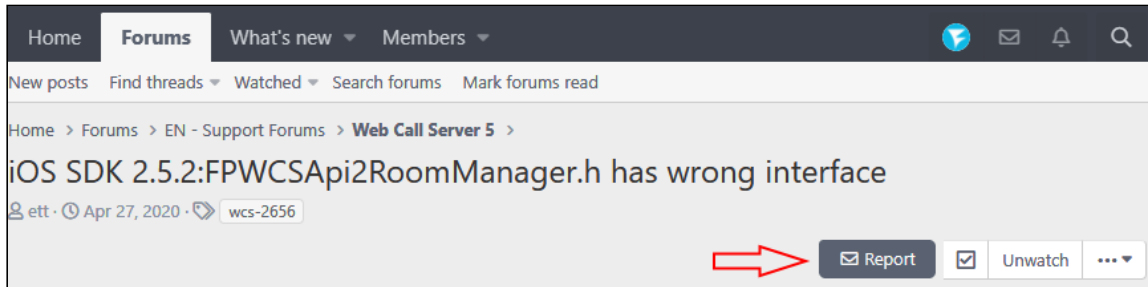 Home Forums What's new Members
New posts Find threads Watched Search forums Mark forums read
Home > Forums > EN - Support Forums > Web Call Server 5 >
iOS SDK 2.5.2:FPWCSApi2RoomManager.h has wrong interface
ett · Apr 27, 2020 · wcs-2656
Report Unwatch •••